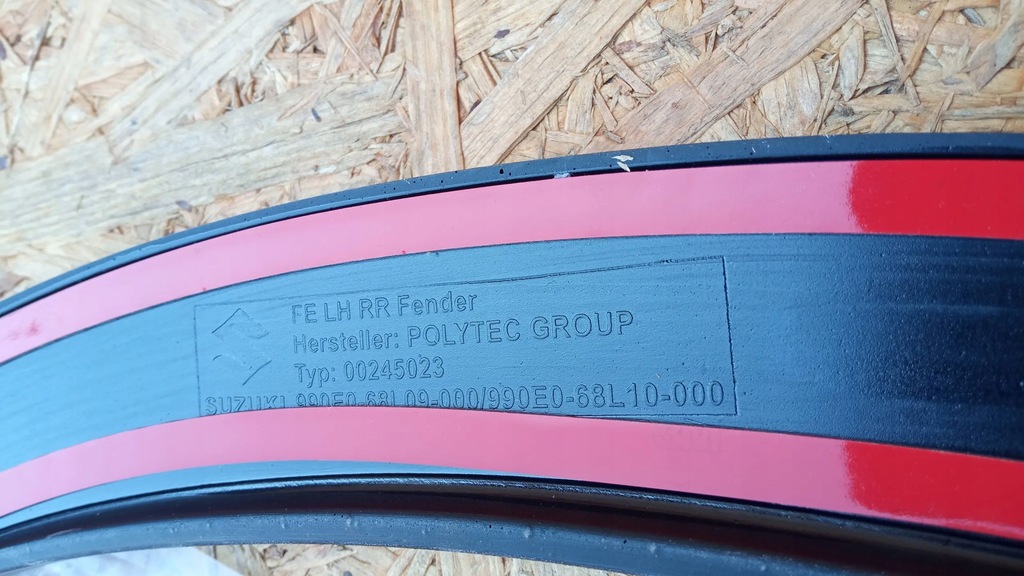 FE LH RR Fender
Hersteller: POLYTEC GROUP
Typ: 00245023
SUZUKI 990E0-68L09-000/990E0-68L10-000